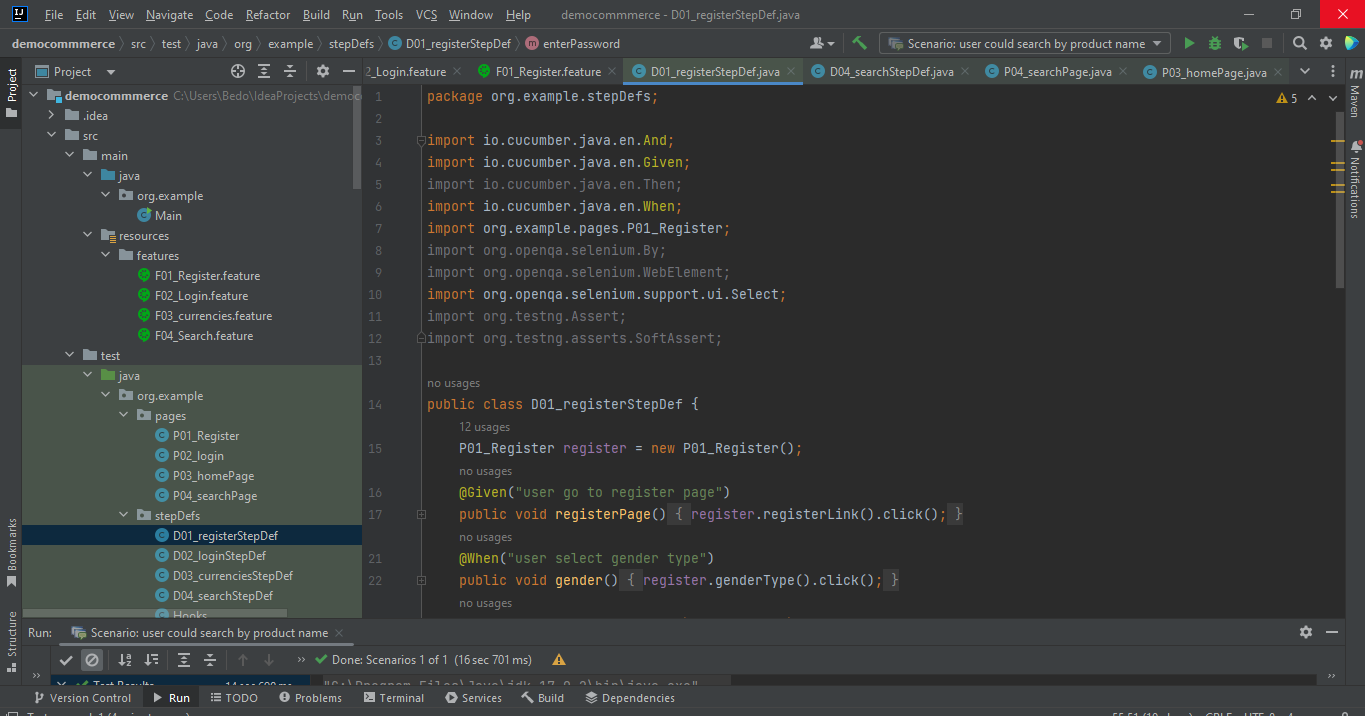 File Edit View Navigate Code Refactor Build Run Tools VCS Window Help democommmerce - D01_registerStepDef.java
democommmerce src test java org example stepDefs D01_registerStepDef enterPassword Scenario: user could search by product name
Project
2_Login.feature F01_Register.feature D01_registerStepDef.java D04_searchStepDef.java P04_searchPage.java P03_homePage.java
democommmerce C:\Users\Bedo\IdeaProjects\democo
.idea
src
main
java
org.example
Main
resources
features
F01_Register.feature
F02_Login.feature
F03_currencies.feature
F04_Search.feature
test
java
org.example
pages
P01_Register
P02_login
P03_homePage
P04_searchPage
stepDefs
D01_registerStepDef
D02_loginStepDef
D03_currenciesStepDef
D04_searchStepDef
Hooks
Project
Bookmarks
Structure
1 package org.example.stepDefs;
2
3 import io.cucumber.java.en.And;
4 import io.cucumber.java.en.Given;
5 import io.cucumber.java.en.Then;
6 import io.cucumber.java.en.When;
7 import org.example.pages.P01_Register;
8 import org.openqa.selenium.By;
9 import org.openqa.selenium.WebElement;
10 import org.openqa.selenium.support.ui.Select;
11 import org.testng.Assert;
12 import org.testng.asserts.SoftAssert;
13
no usages
14 public class D01_registerStepDef {
12 usages
15 P01_Register register = new P01_Register();
no usages
16 @Given("user go to register page")
17 public void registerPage() { register.registerLink().click(); }
no usages
21 @When("user select gender type")
22 public void gender() { register.genderType().click(); }
no usages
5
Maven
Notifications
Run: Scenario: user could search by product name
Done: Scenarios 1 of 1 (16 sec 701 ms)
Version Control Run TODO Problems Terminal Services Build Dependencies